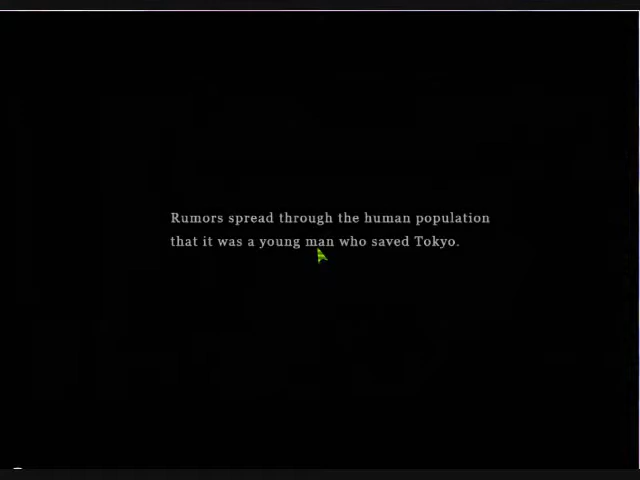 Rumors spread through the human population
that it was a young man who saved Tokyo.